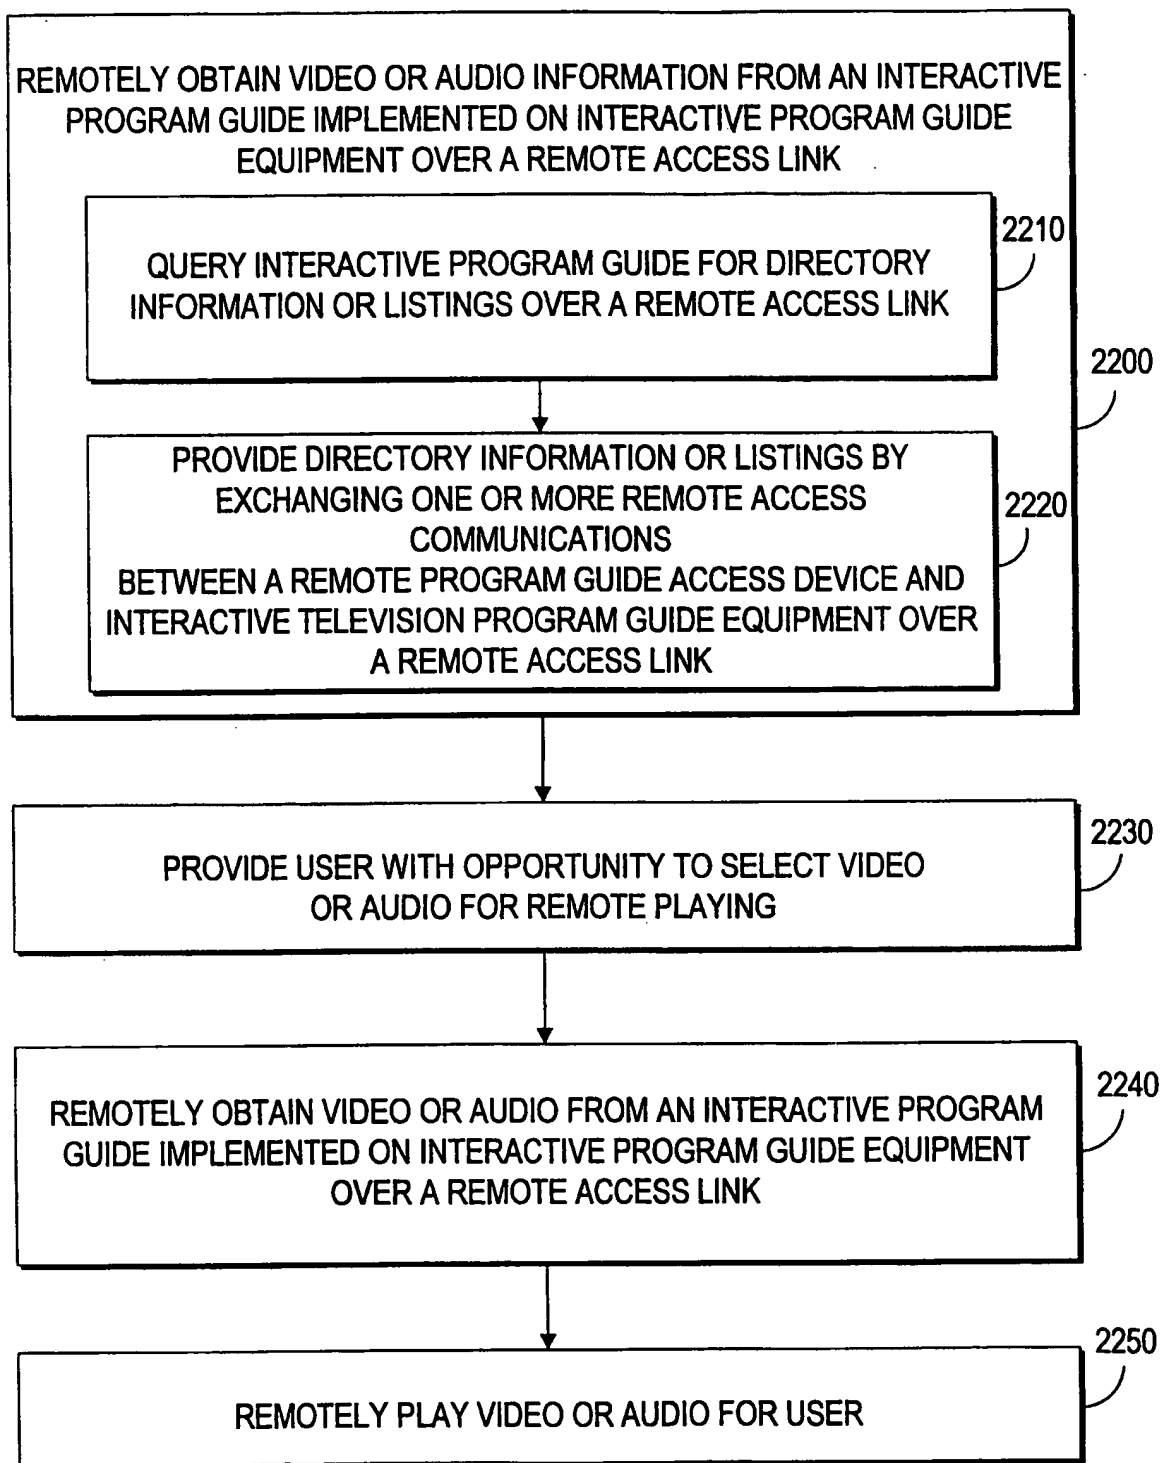 REMOTELY OBTAIN VIDEO OR AUDIO INFORMATION FROM AN INTERACTIVE
PROGRAM GUIDE IMPLEMENTED ON INTERACTIVE PROGRAM GUIDE
EQUIPMENT OVER A REMOTE ACCESS LINK
2210
QUERY INTERACTIVE PROGRAM GUIDE FOR DIRECTORY
INFORMATION OR LISTINGS OVER A REMOTE ACCESS LINK
2200
PROVIDE DIRECTORY INFORMATION OR LISTINGS BY
EXCHANGING ONE OR MORE REMOTE ACCESS
2220
COMMUNICATIONS
BETWEEN A REMOTE PROGRAM GUIDE ACCESS DEVICE AND
INTERACTIVE TELEVISION PROGRAM GUIDE EQUIPMENT OVER
A REMOTE ACCESS LINK
2230
PROVIDE USER WITH OPPORTUNITY TO SELECT VIDEO
OR AUDIO FOR REMOTE PLAYING
2240
REMOTELY OBTAIN VIDEO OR AUDIO FROM AN INTERACTIVE PROGRAM
GUIDE IMPLEMENTED ON INTERACTIVE PROGRAM GUIDE EQUIPMENT
OVER A REMOTE ACCESS LINK
2250
REMOTELY PLAY VIDEO OR AUDIO FOR USER